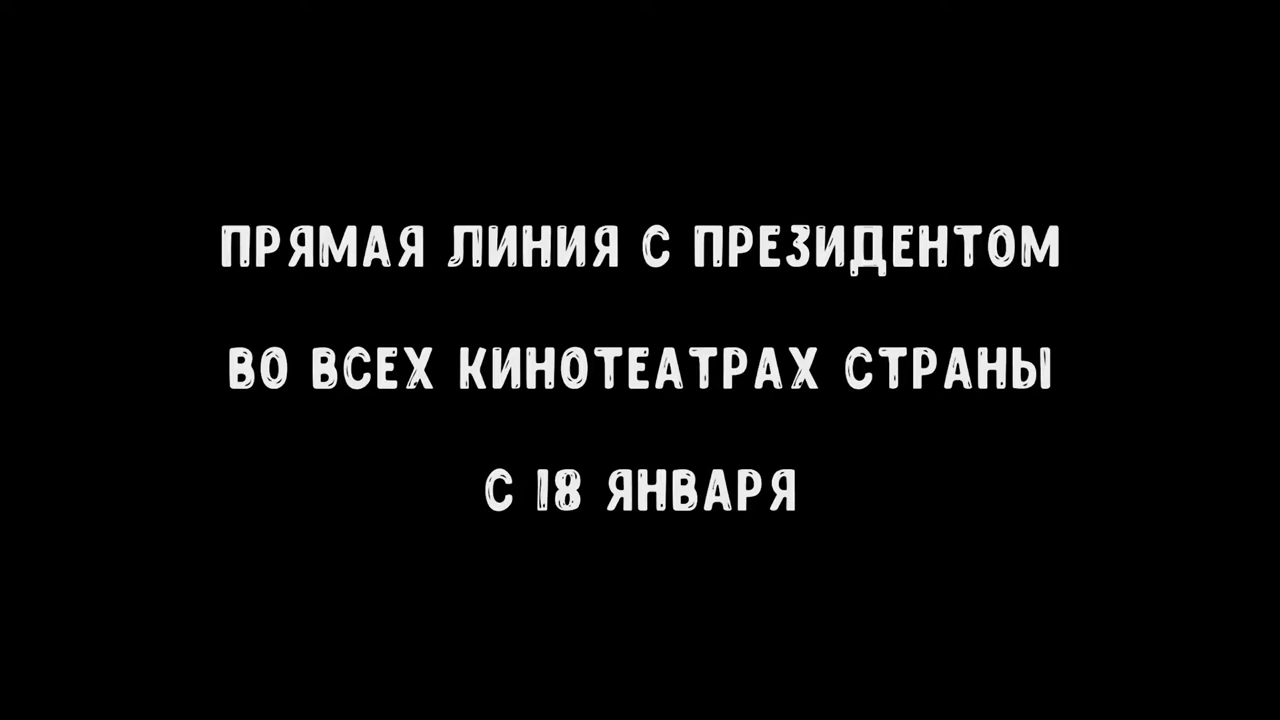 ПРЯМАЯ ЛИНИЯ С ПРЕЗИДЕНТОМ
ВО ВСЕХ КИНОТЕАТРАХ СТРАНЫ
С 18 ЯНВАРЯ